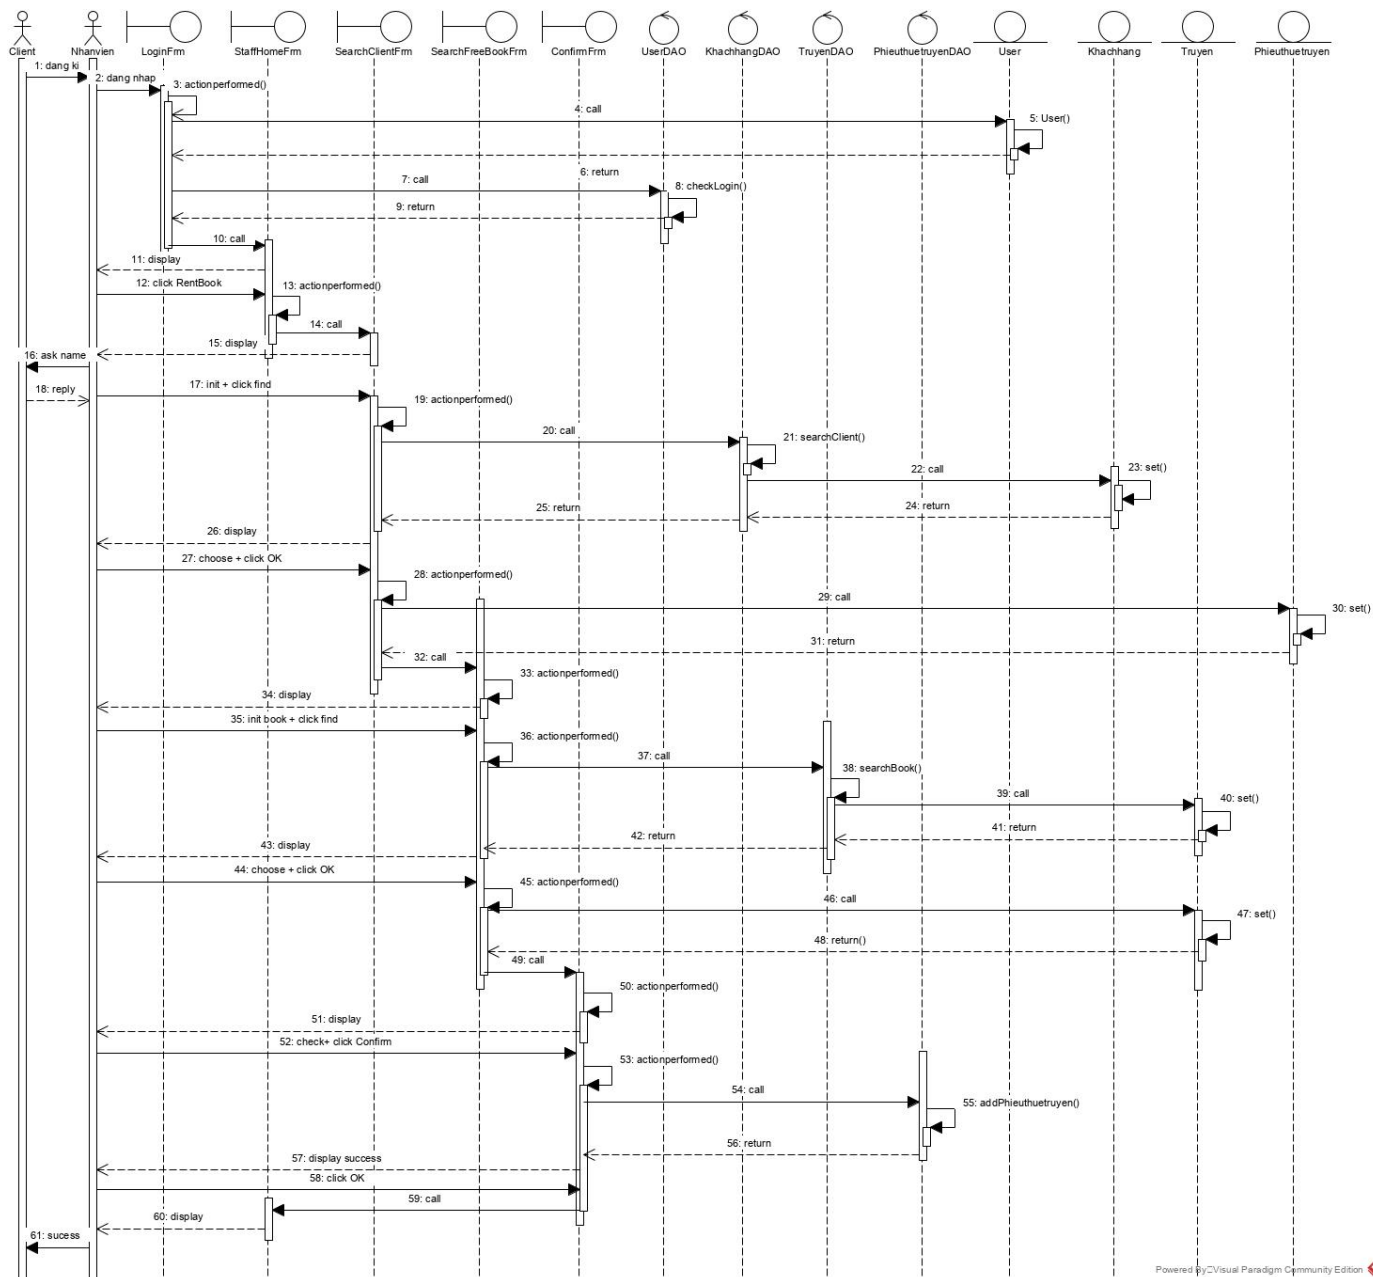 Client
Nhanvien
LoginFrm
StaffHomeFrm
SearchClientFrm
SearchFreeBookFrm
ConfirmFrm
UserDAO
KhachhangDAO
TruyenDAO
PhieuthuetruyenDAO
User
Khachhang
Truyen
Phieuthuetruyen
1: dang ki
2: dang nhap
3: actionperformed()
4: call
5: User()
6: return
7: call
8: checkLogin()
9: return
10: call
11: display
12: click RentBook
13: actionperformed()
14: call
15: display
16: ask name
17: init + click find
18: reply
19: actionperformed()
20: call
21: searchClient()
22: call
23: set()
24: return
25: return
26: display
27: choose + click OK
28: actionperformed()
29: call
30: set()
31: return
32: call
33: actionperformed()
34: display
35: init book + click find
36: actionperformed()
37: call
38: searchBook()
39: call
40: set()
41: return
42: return
43: display
44: choose + click OK
45: actionperformed()
46: call
47: set()
48: return()
49: call
50: actionperformed()
51: display
52: check+ click Confirm
53: actionperformed()
54: call
55: addPhieuthuetruyen()
56: return
57: display success
58: click OK
59: call
60: display
61: sucess
Powered By Visual Paradigm Community Edition